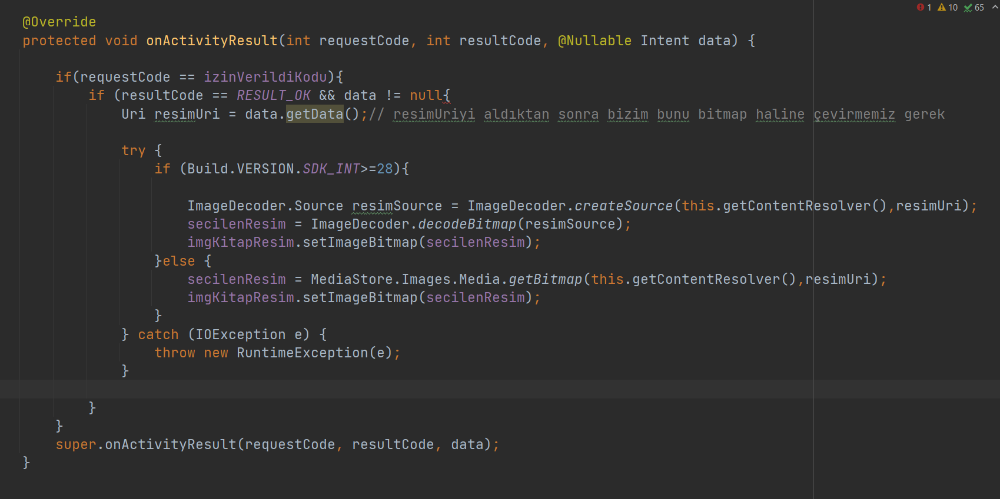 1 10 65
@Override
protected void onActivityResult(int requestCode, int resultCode, @Nullable Intent data) {
if(requestCode == izinVerildiKodu){
if (resultCode == RESULT_OK && data != null{
Uri resimUri = data.getData();// resimUriyi aldıktan sonra bizim bunu bitmap haline çevirmemiz gerek
try {
if (Build.VERSION.SDK_INT>=28){
ImageDecoder.Source resimSource = ImageDecoder.createSource(this.getContentResolver(),resimUri);
secilenResim = ImageDecoder.decodeBitmap(resimSource);
imgKitapResim.setImageBitmap(secilenResim);
}else {
secilenResim = MediaStore.Images.Media.getBitmap(this.getContentResolver(),resimUri);
imgKitapResim.setImageBitmap(secilenResim);
}
} catch (IOException e) {
throw new RuntimeException(e);
}
}
}
super.onActivityResult(requestCode, resultCode, data);
}